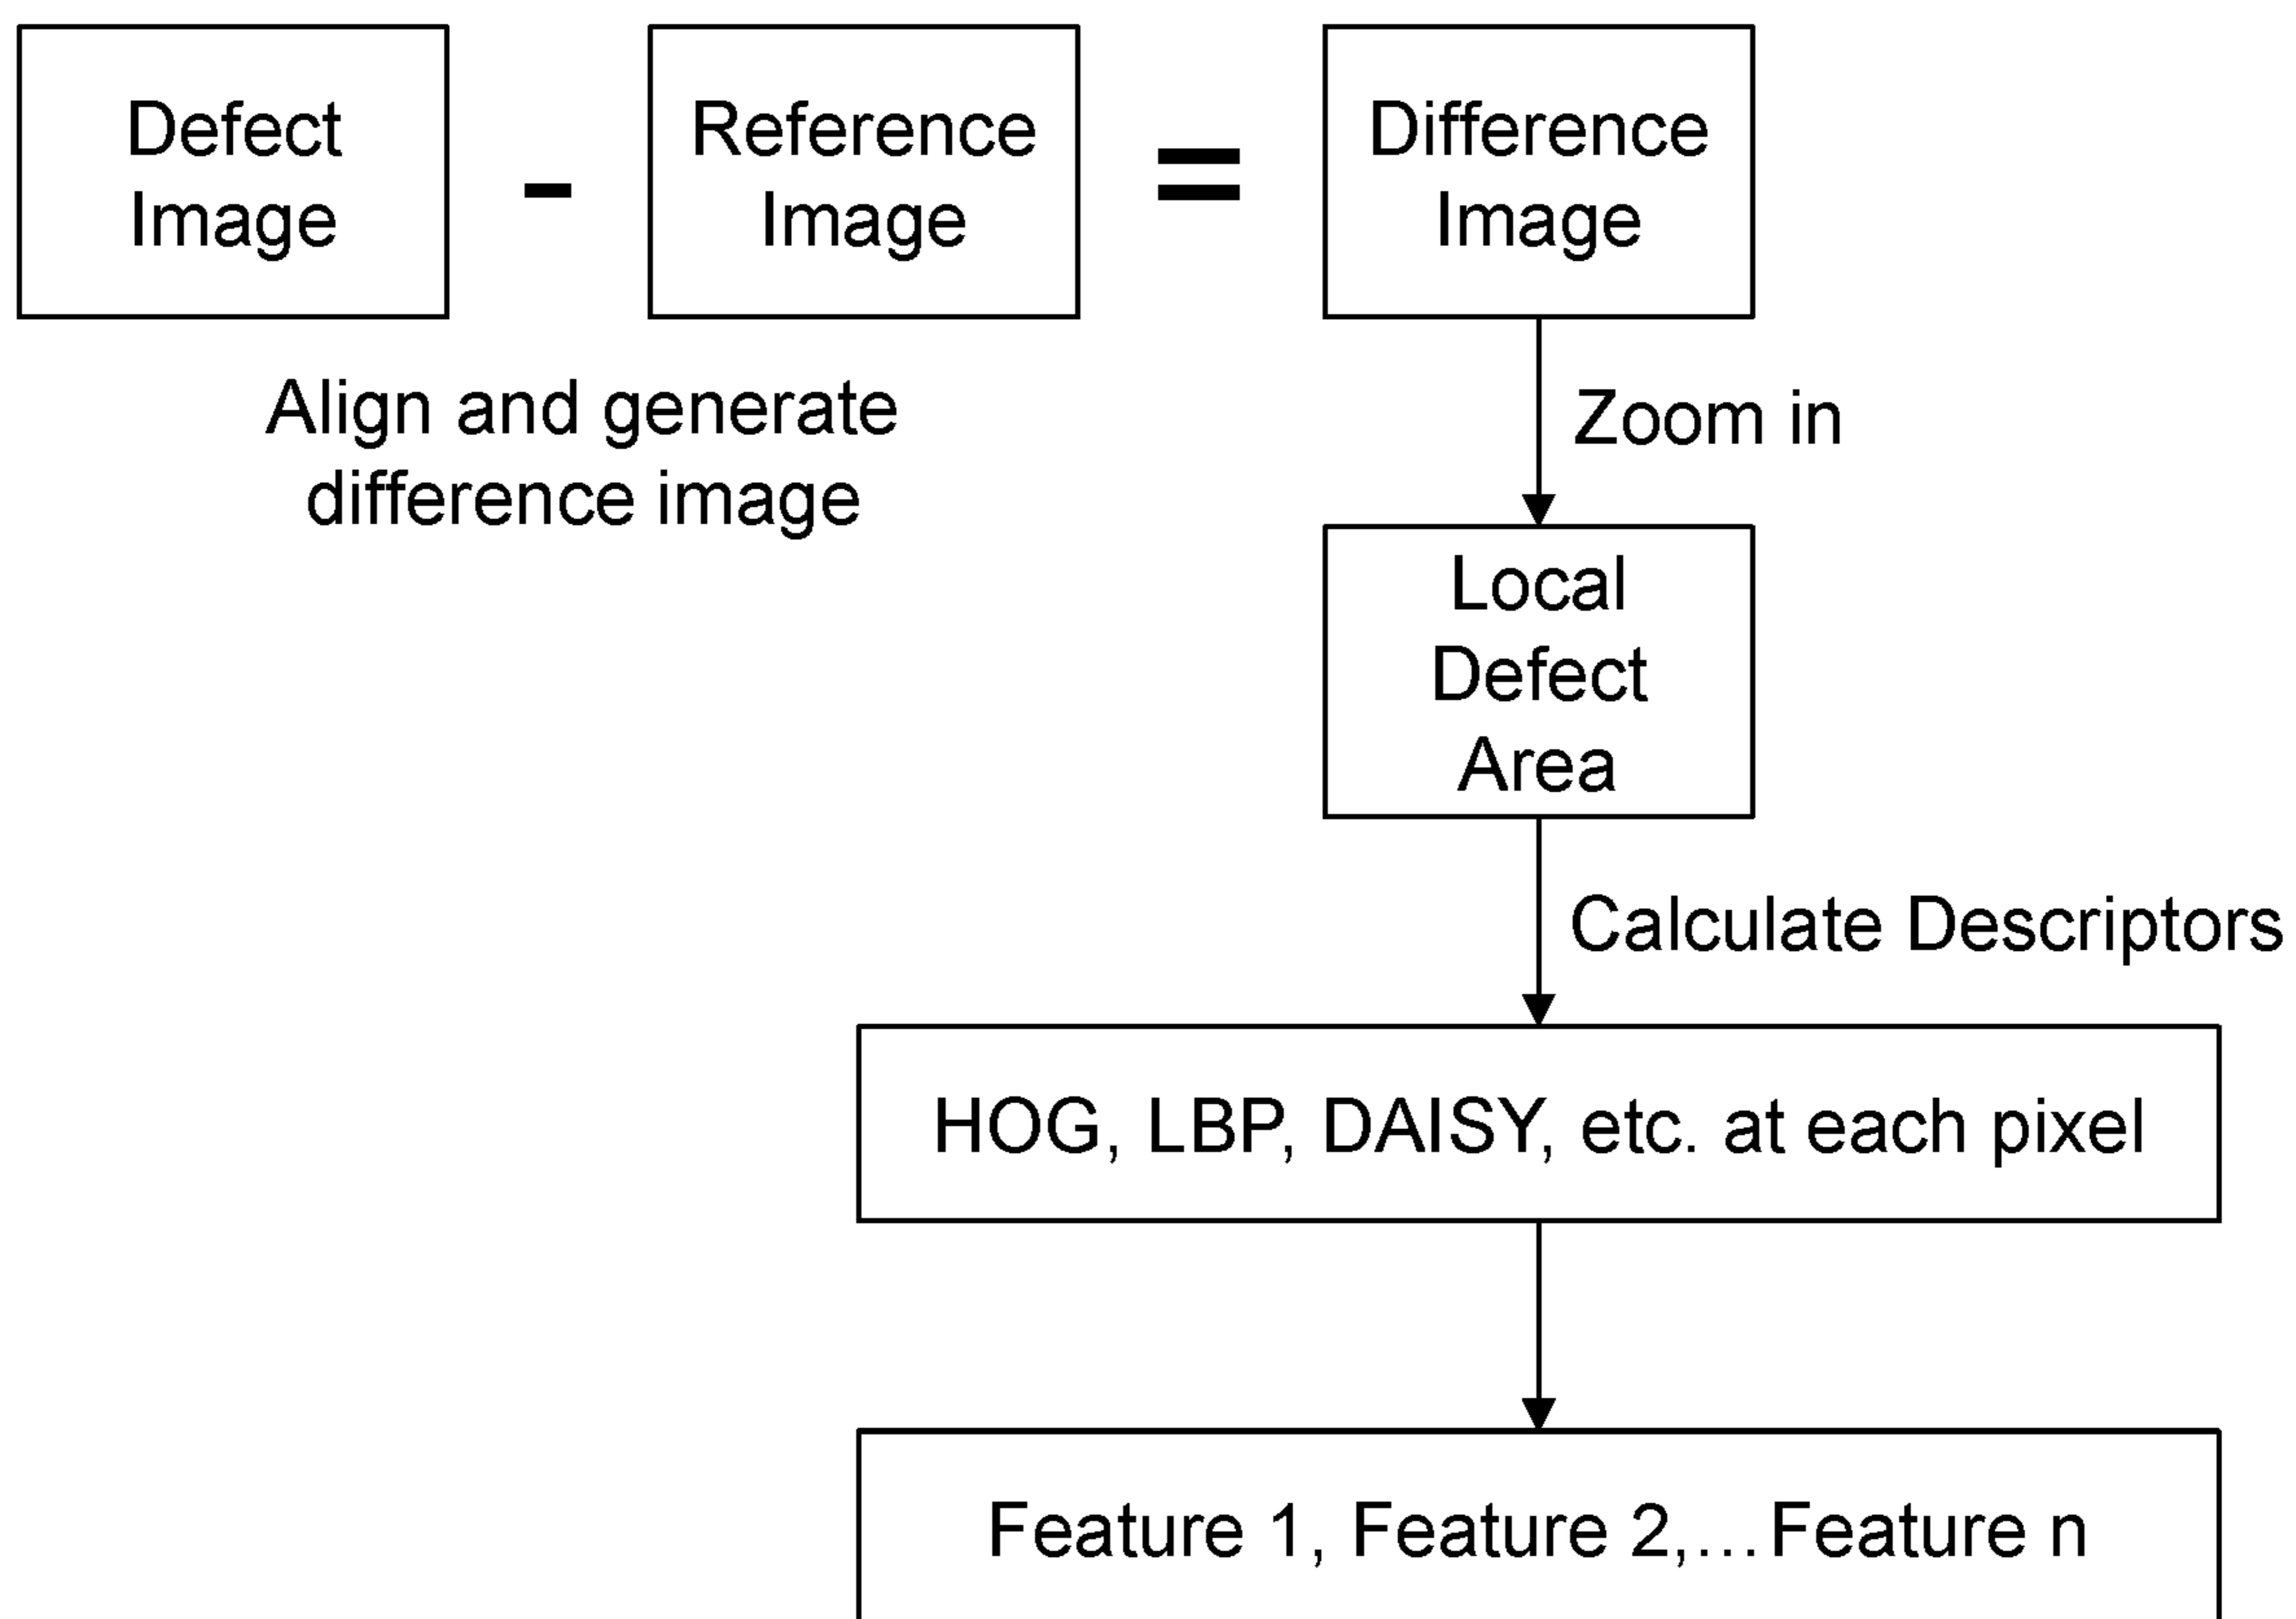 Defect
Image
-
Reference
Image
=
Difference
Image
Align and generate
difference image
Zoom in
Local
Defect
Area
Calculate Descriptors
HOG, LBP, DAISY, etc. at each pixel
Feature 1, Feature 2,...Feature n